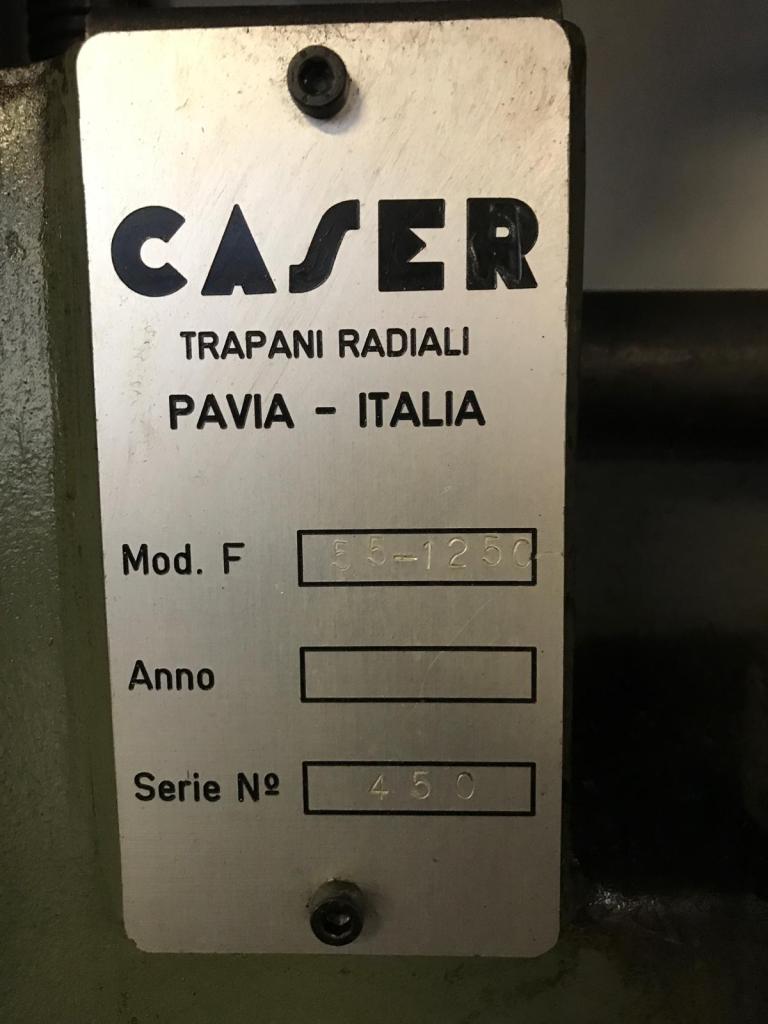 CASER
TRAPANI RADIALI
PAVIA - ITALIA
Mod. F 55-1250
Anno
Serie Nº 450